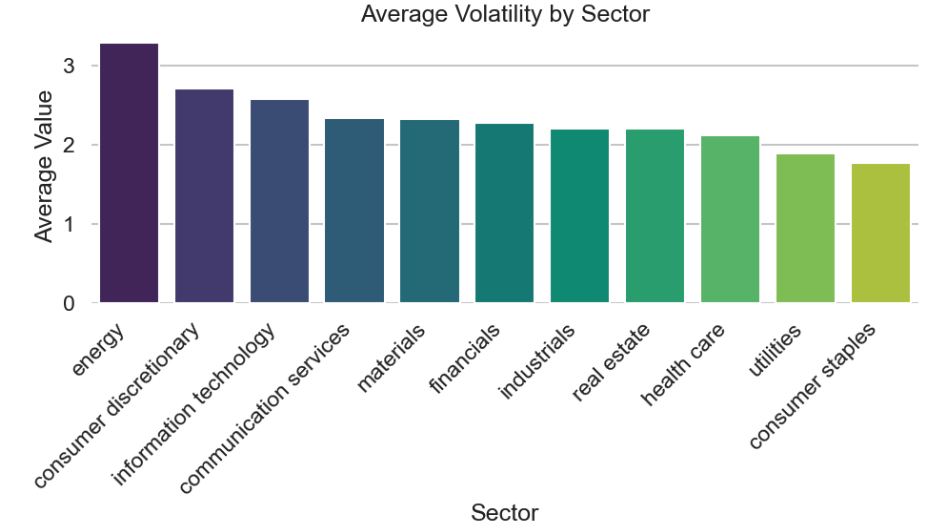 Average Volatility by Sector
Average Value
3
2
1
0
energy
consumer discretionary
information technology
communication services
materials
financials
industrials
real estate
health care
utilities
consumer staples
Sector